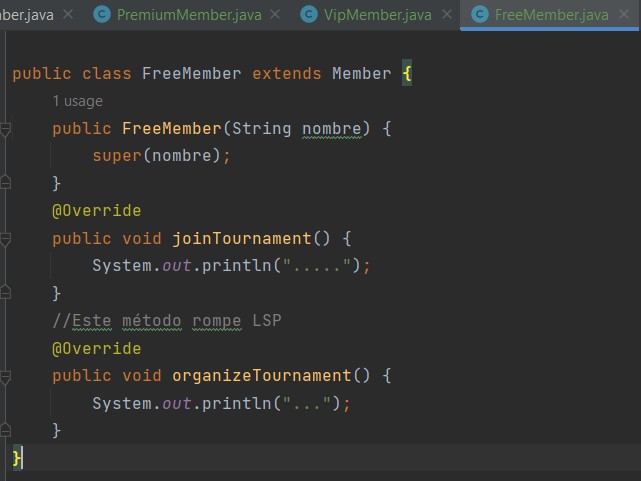 ber.java PremiumMember.java VipMember.java FreeMember.java
public class FreeMember extends Member {
1 usage
public FreeMember(String nombre) {
super(nombre);
}
@Override
public void joinTournament() {
System.out.println(".....");
}
//Este método rompe LSP
@Override
public void organizeTournament() {
System.out.println("...");
}
}